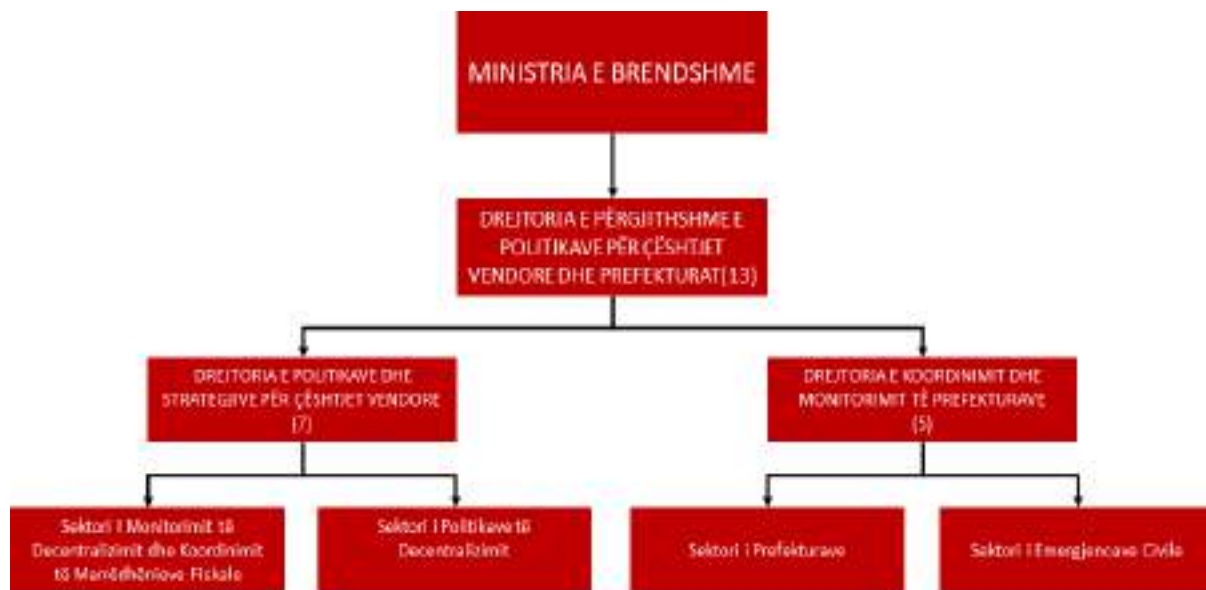 MINISTRIA E BRENDSHME
DREJTORIA E PËRGJITHSHME E
POLITIKAVE PËR ÇËSHTJET
VENDORE DHE PREFEKTURAT(13)
DREJTORIA E POLITIKAVE DHE
STRATEGJIVE PËR ÇËSHTJET VENDORE
(7)
DREJTORIA E KOORDINIMIT DHE
MONITORIMIT TË PREFEKTURAVE
(5)
Sektori i Monitorimit të
Decentralizimit dhe Koordinimit
të Marrëdhënieve Fiskale
Sektori i Politikave të
Decentralizimit
Sektori i Prefekturave
Sektori i Emergjencave Civile